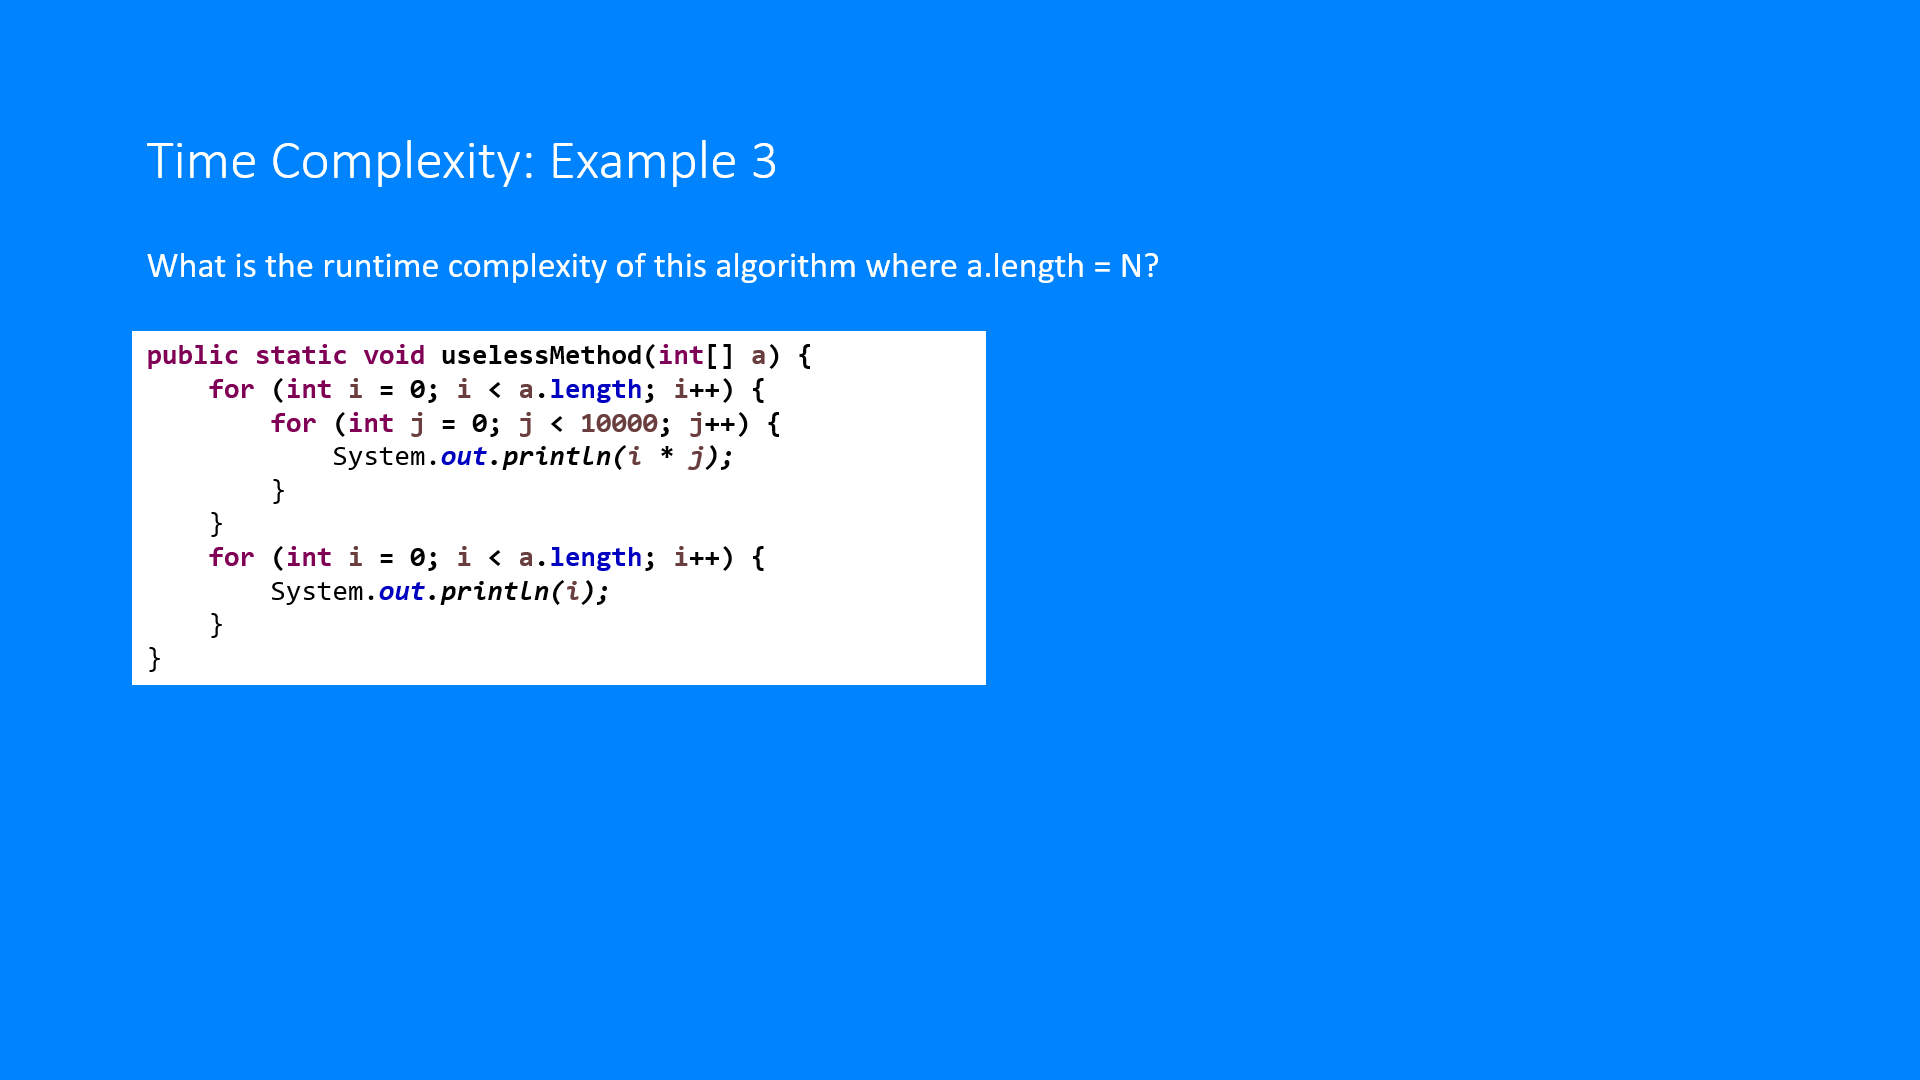 Time Complexity: Example 3
What is the runtime complexity of this algorithm where a.length = N?
public static void uselessMethod(int[] a) {
    for (int i = 0; i < a.length; i++) {
        for (int j = 0; j < 10000; j++) {
            System.out.println(i * j);
        }
    }
    for (int i = 0; i < a.length; i++) {
        System.out.println(i);
    }
}